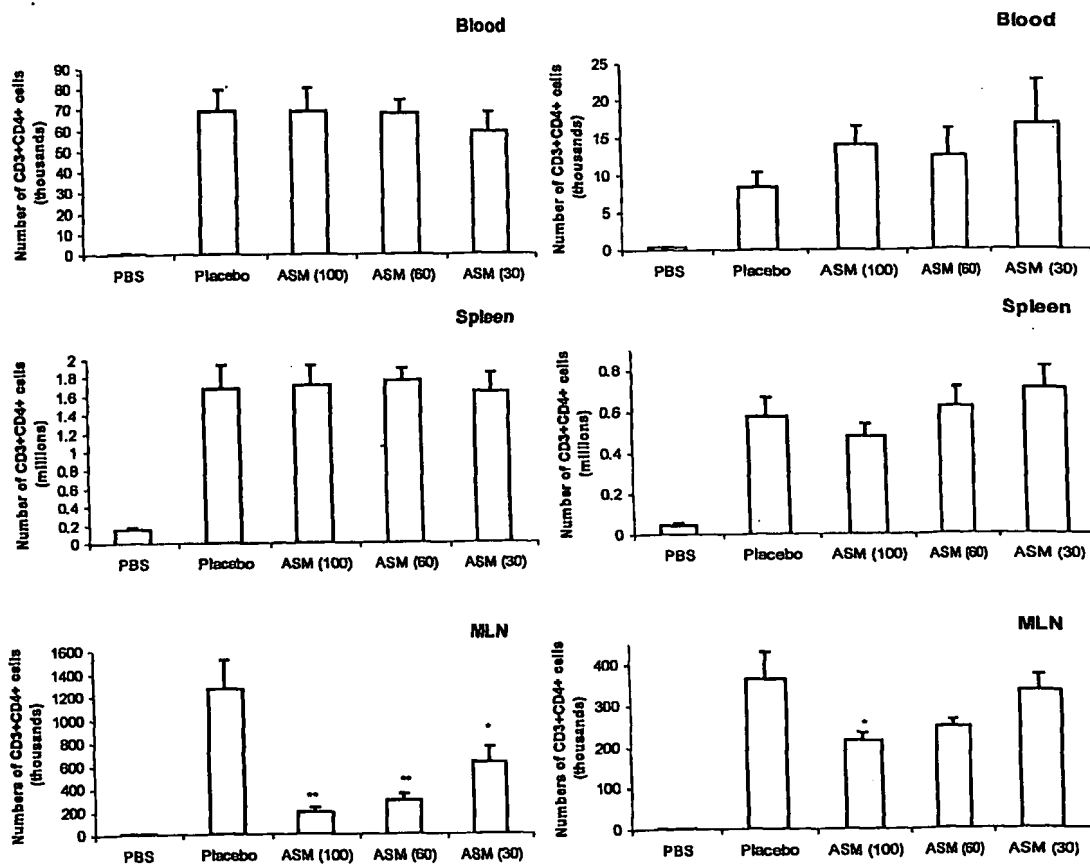 Blood
Number of CD3+CD4+ cells
(thousands)
90
80
70
60
50
40
30
20
10
0
PBS Placebo ASM (100) ASM (60) ASM (30)
Blood
Number of CD3+CD4+ cells
(thousands)
25
20
15
10
5
0
PBS Placebo ASM (100) ASM (60) ASM (30)
Spleen
Number of CD3+CD4+ cells
(millions)
2
1.8
1.6
1.4
1.2
1
0.8
0.6
0.4
0.2
0
PBS Placebo ASM (100) ASM (60) ASM (30)
Spleen
Number of CD3+CD4+ cells
(millions)
0.8
0.6
0.4
0.2
0
PBS Placebo ASM (100) ASM (60) ASM (30)
MLN
Numbers of CD3+CD4+ cells
(thousands)
1600
1400
1200
1000
800
600
400
200
0
** ** *
PBS Placebo ASM (100) ASM (60) ASM (30)
MLN
Numbers of CD3+CD4+ cells
(thousands)
400
300
200
100
0
*
PBS Placebo ASM (100) ASM (60) ASM (30)